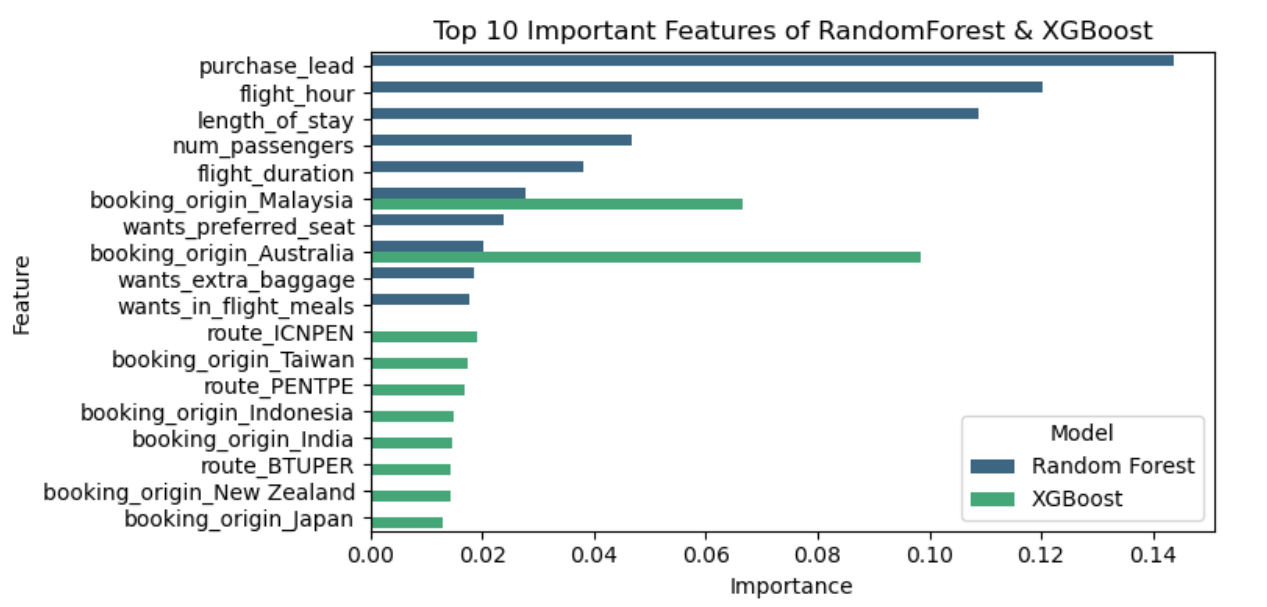 Top 10 Important Features of RandomForest & XGBoost
Feature
purchase_lead
flight_hour
length_of_stay
num_passengers
flight_duration
booking_origin_Malaysia
wants_preferred_seat
booking_origin_Australia
wants_extra_baggage
wants_in_flight_meals
route_ICNPEN
booking_origin_Taiwan
route_PENTPE
booking_origin_Indonesia
booking_origin_India
route_BTUPER
booking_origin_New Zealand
booking_origin_Japan
Model
Random Forest
XGBoost
0.00 0.02 0.04 0.06 0.08 0.10 0.12 0.14
Importance